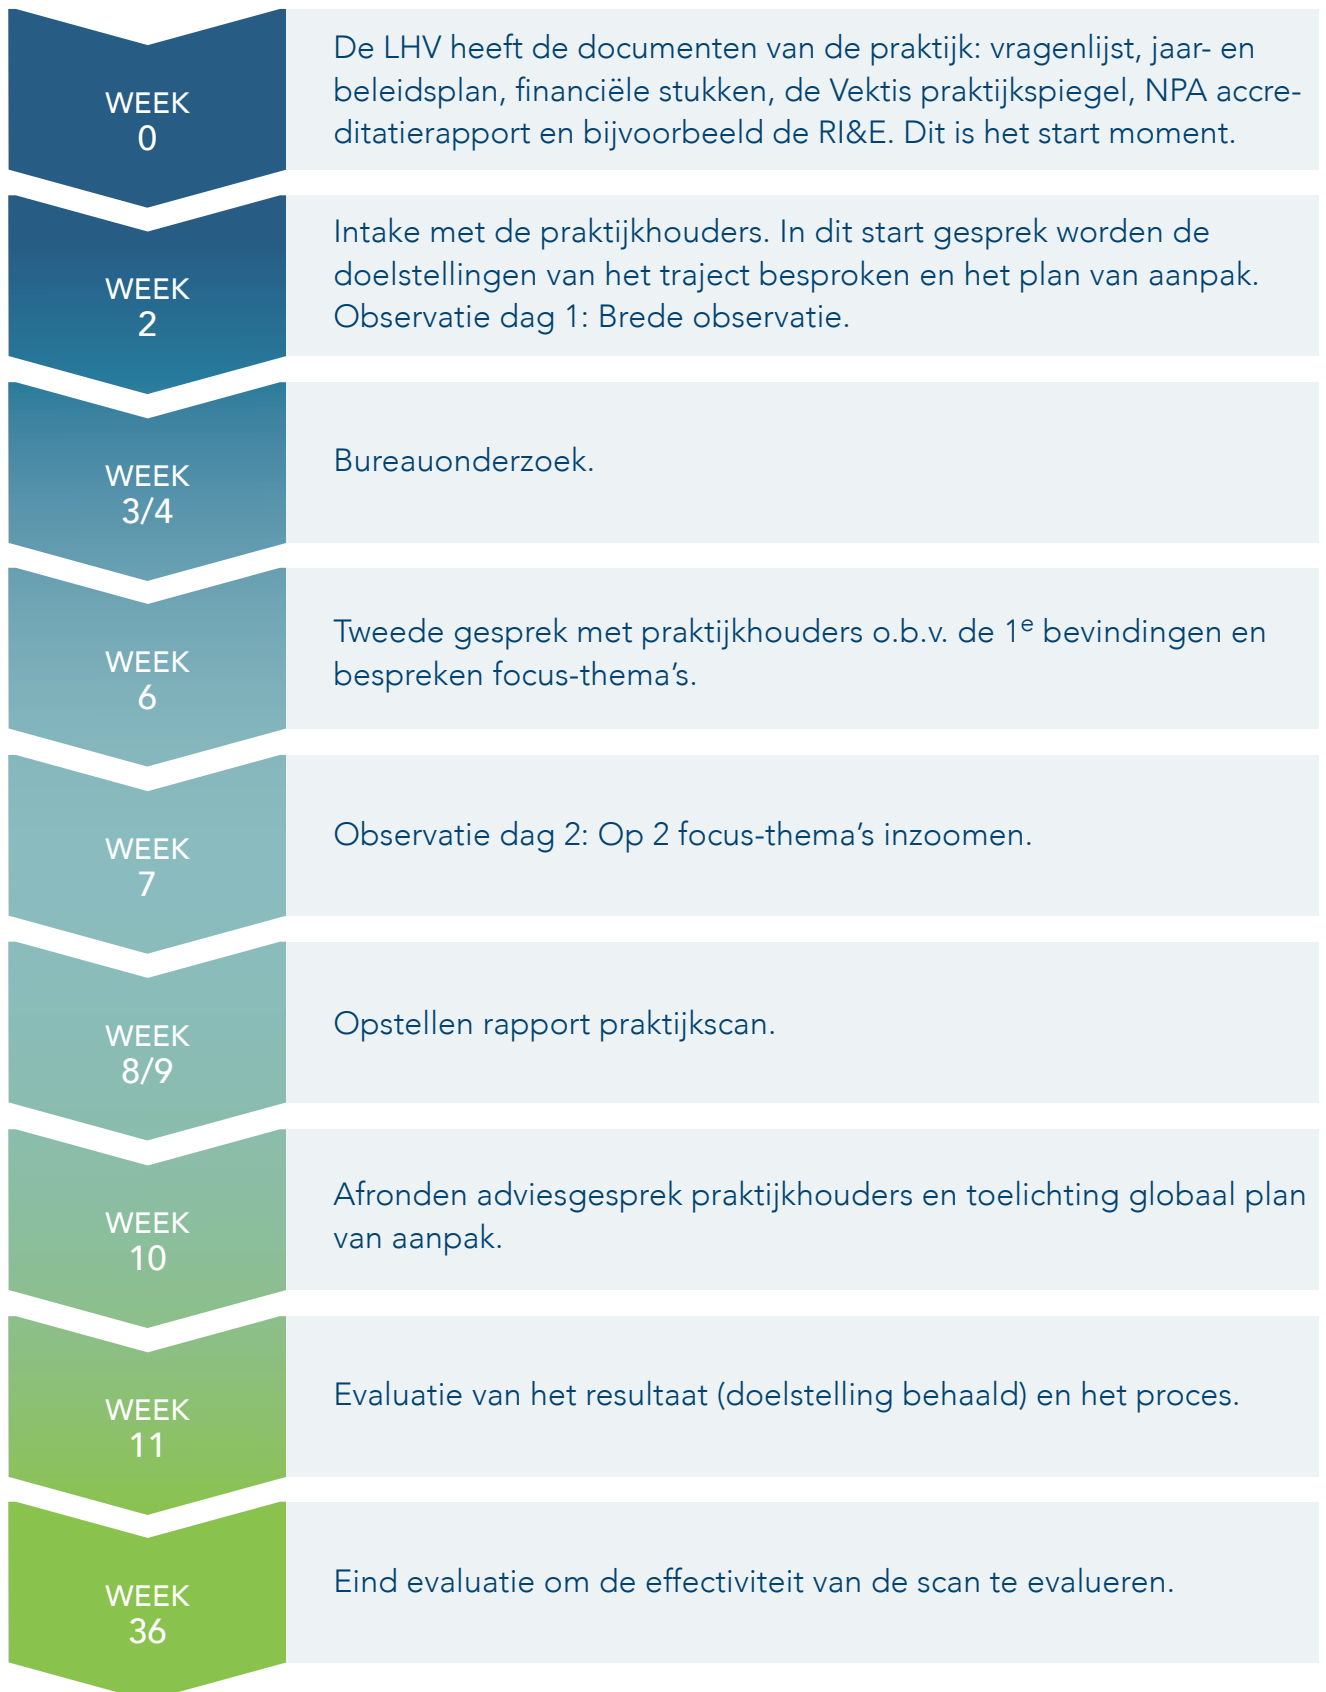 WEEK
0
De LHV heeft de documenten van de praktijk: vragenlijst, jaar- en
beleidsplan, financiële stukken, de Vektis praktijkspiegel, NPA accre-
ditatierapport en bijvoorbeeld de RI&E. Dit is het start moment.
WEEK
2
Intake met de praktijkhouders. In dit start gesprek worden de
doelstellingen van het traject besproken en het plan van aanpak.
Observatie dag 1: Brede observatie.
WEEK
3/4
Bureauonderzoek.
WEEK
6
Tweede gesprek met praktijkhouders o.b.v. de 1e bevindingen en
bespreken focus-thema’s.
WEEK
7
Observatie dag 2: Op 2 focus-thema’s inzoomen.
WEEK
8/9
Opstellen rapport praktijkscan.
WEEK
10
Afronden adviesgesprek praktijkhouders en toelichting globaal plan
van aanpak.
WEEK
11
Evaluatie van het resultaat (doelstelling behaald) en het proces.
WEEK
36
Eind evaluatie om de effectiviteit van de scan te evalueren.